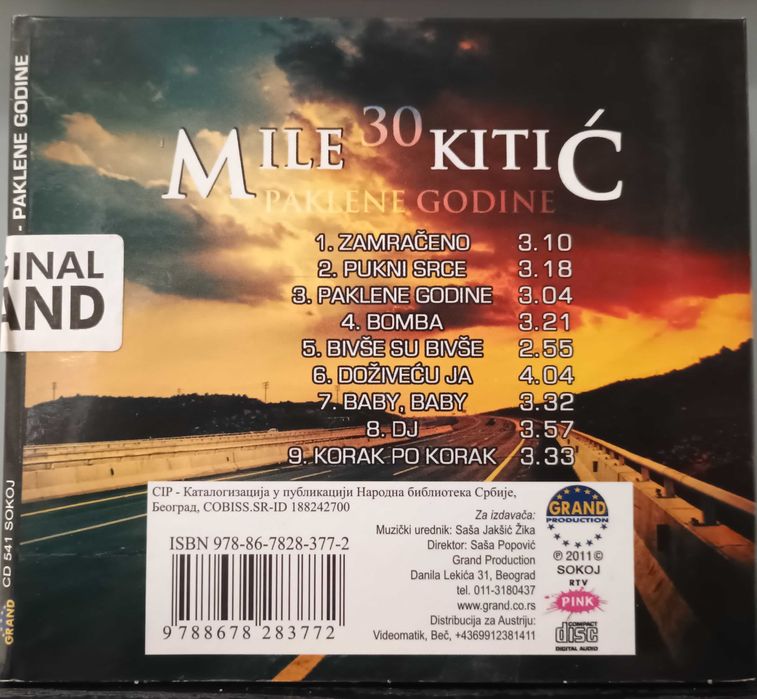 MILE 30 KITIĆ
PAKLENE GODINE
1. ZAMRAČENO 3.10
2. PUKNI SRCE 3.18
3. PAKLENE GODINE 3.04
4. BOMBA 3.21
5. BIVŠE SU BIVŠE 2.55
6. DOŽIVEĆU JA 4.04
7. BABY, BABY 3.32
8. DJ 3.57
9. KORAK PO KORAK 3.33
- PAKLENE GODINE
GINAL
AND
CD 541 SOKOJ
GRAND
CIP - Каталогизација у публикацији Народна библиотека Србије,
Београд, COBISS.SR-ID 188242700
ISBN 978-86-7828-377-2
9 788678 283772
Za izdavača:
Muzički urednik: Saša Jakšić Žika
Direktor: Saša Popović
Grand Production
Danila Lekića 31, Beograd
tel. 011-3180437
www.grand.co.rs
Distribucija za Austriju:
Videomatik, Beč, +4369912381411
GRAND
PRODUCTION
℗ 2011 ©
SOKOJ
RTV
PINK
COMPACT
disc
DIGITAL AUDIO